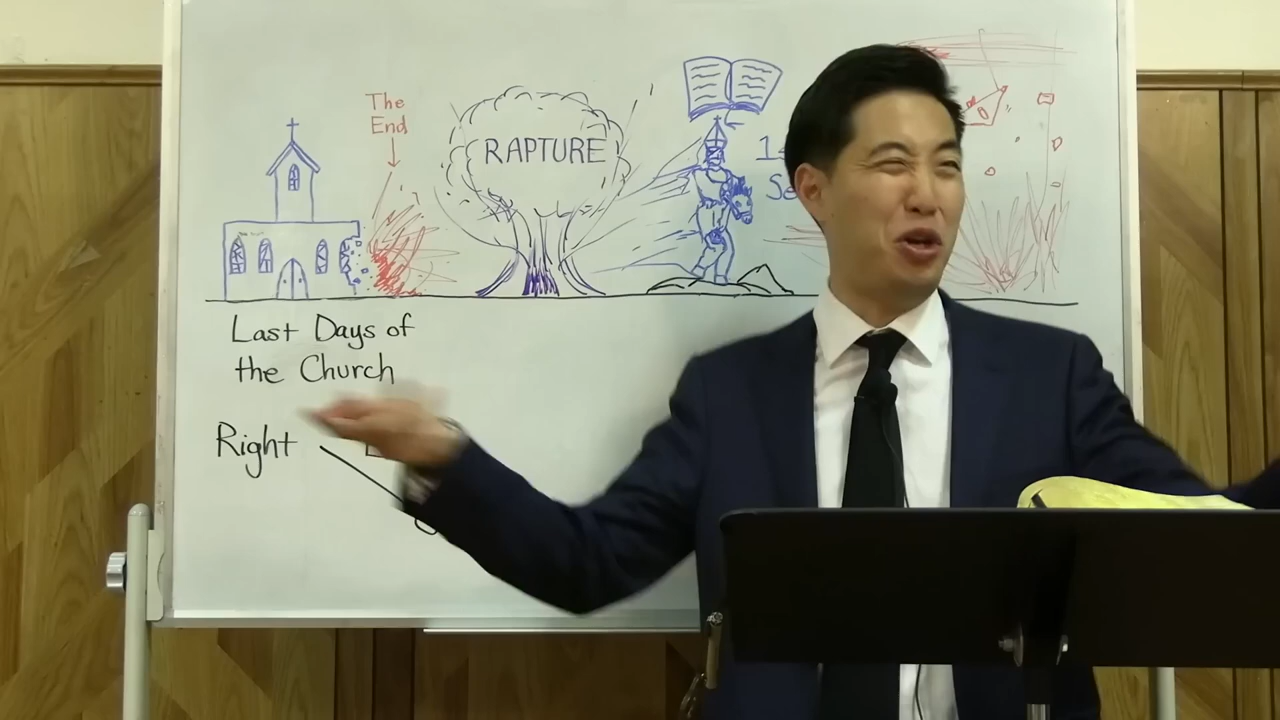 The
End
RAPTURE
Last Days of
the Church
Right